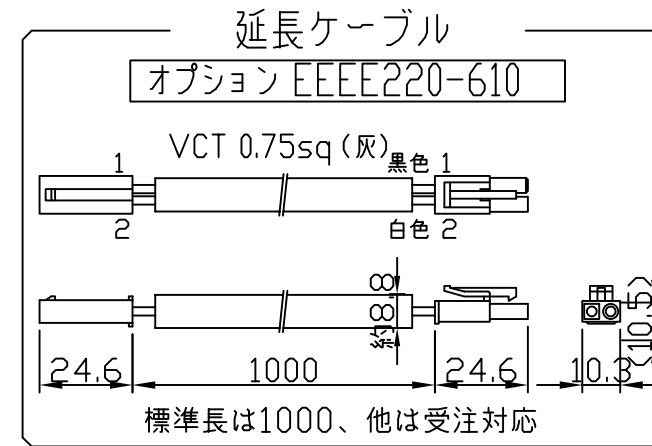 延長ケーブル
オプション EEEE220-610
VCT 0.75sq (灰)
黒色 1
1
2
白色 2
約8
8
24.6
1000
24.6
10.3
(10.5)
標準長は1000、他は受注対応